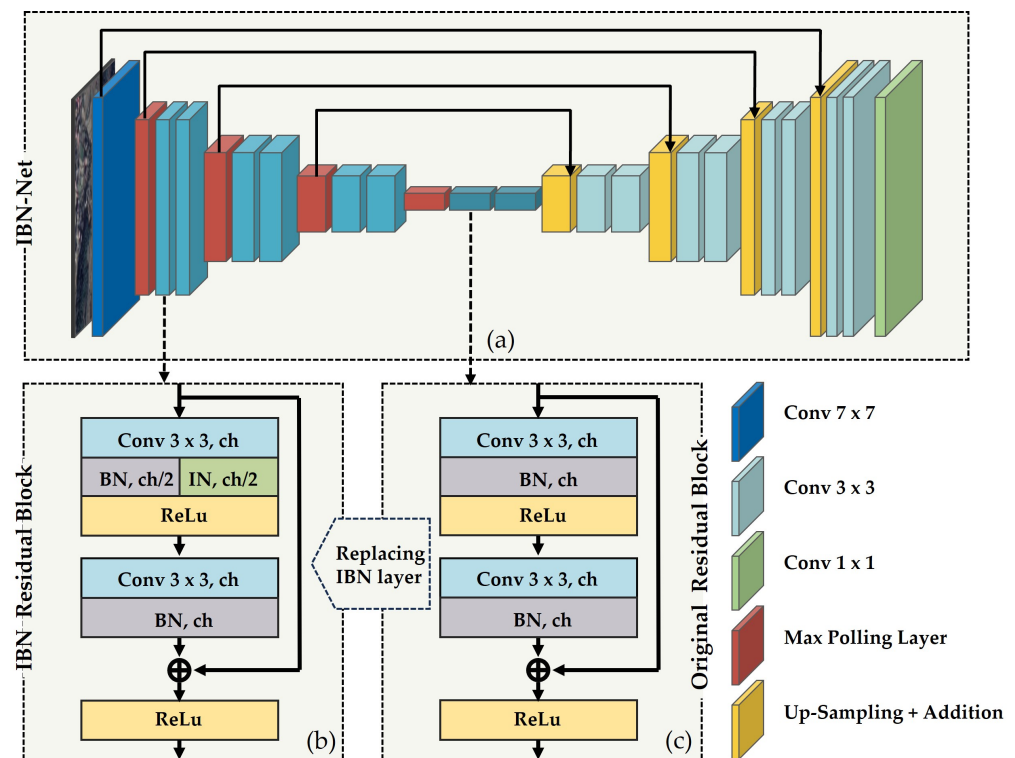 IBN-Net
(a)
IBN Residual Block
Conv 3 x 3, ch
BN, ch/2
IN, ch/2
ReLu
Conv 3 x 3, ch
BN, ch
ReLu
(b)
Replacing
IBN layer
Conv 3 x 3, ch
BN, ch
ReLu
Conv 3 x 3, ch
BN, ch
ReLu
(c)
Original Residual Block
Conv 7 x 7
Conv 3 x 3
Conv 1 x 1
Max Polling Layer
Up-Sampling + Addition